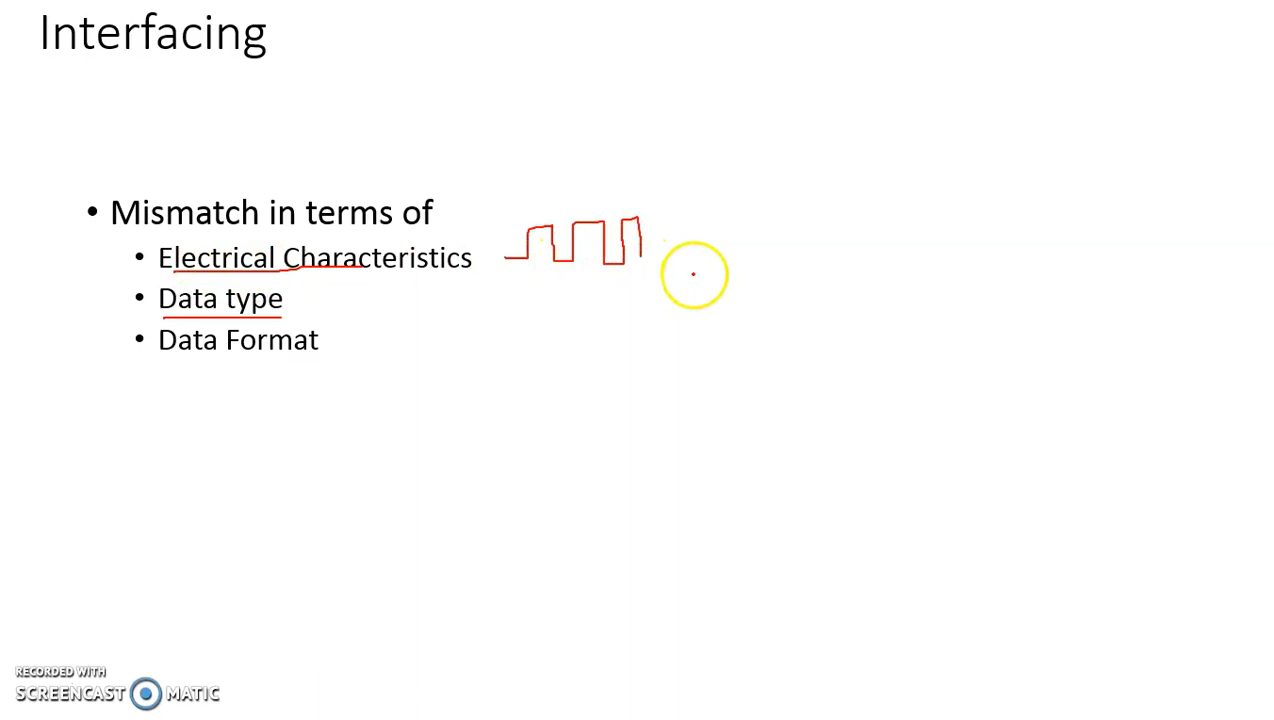 Interfacing
• Mismatch in terms of
• Electrical Characteristics
• Data type
• Data Format
RECORDED WITH
SCREENCAST MATIC